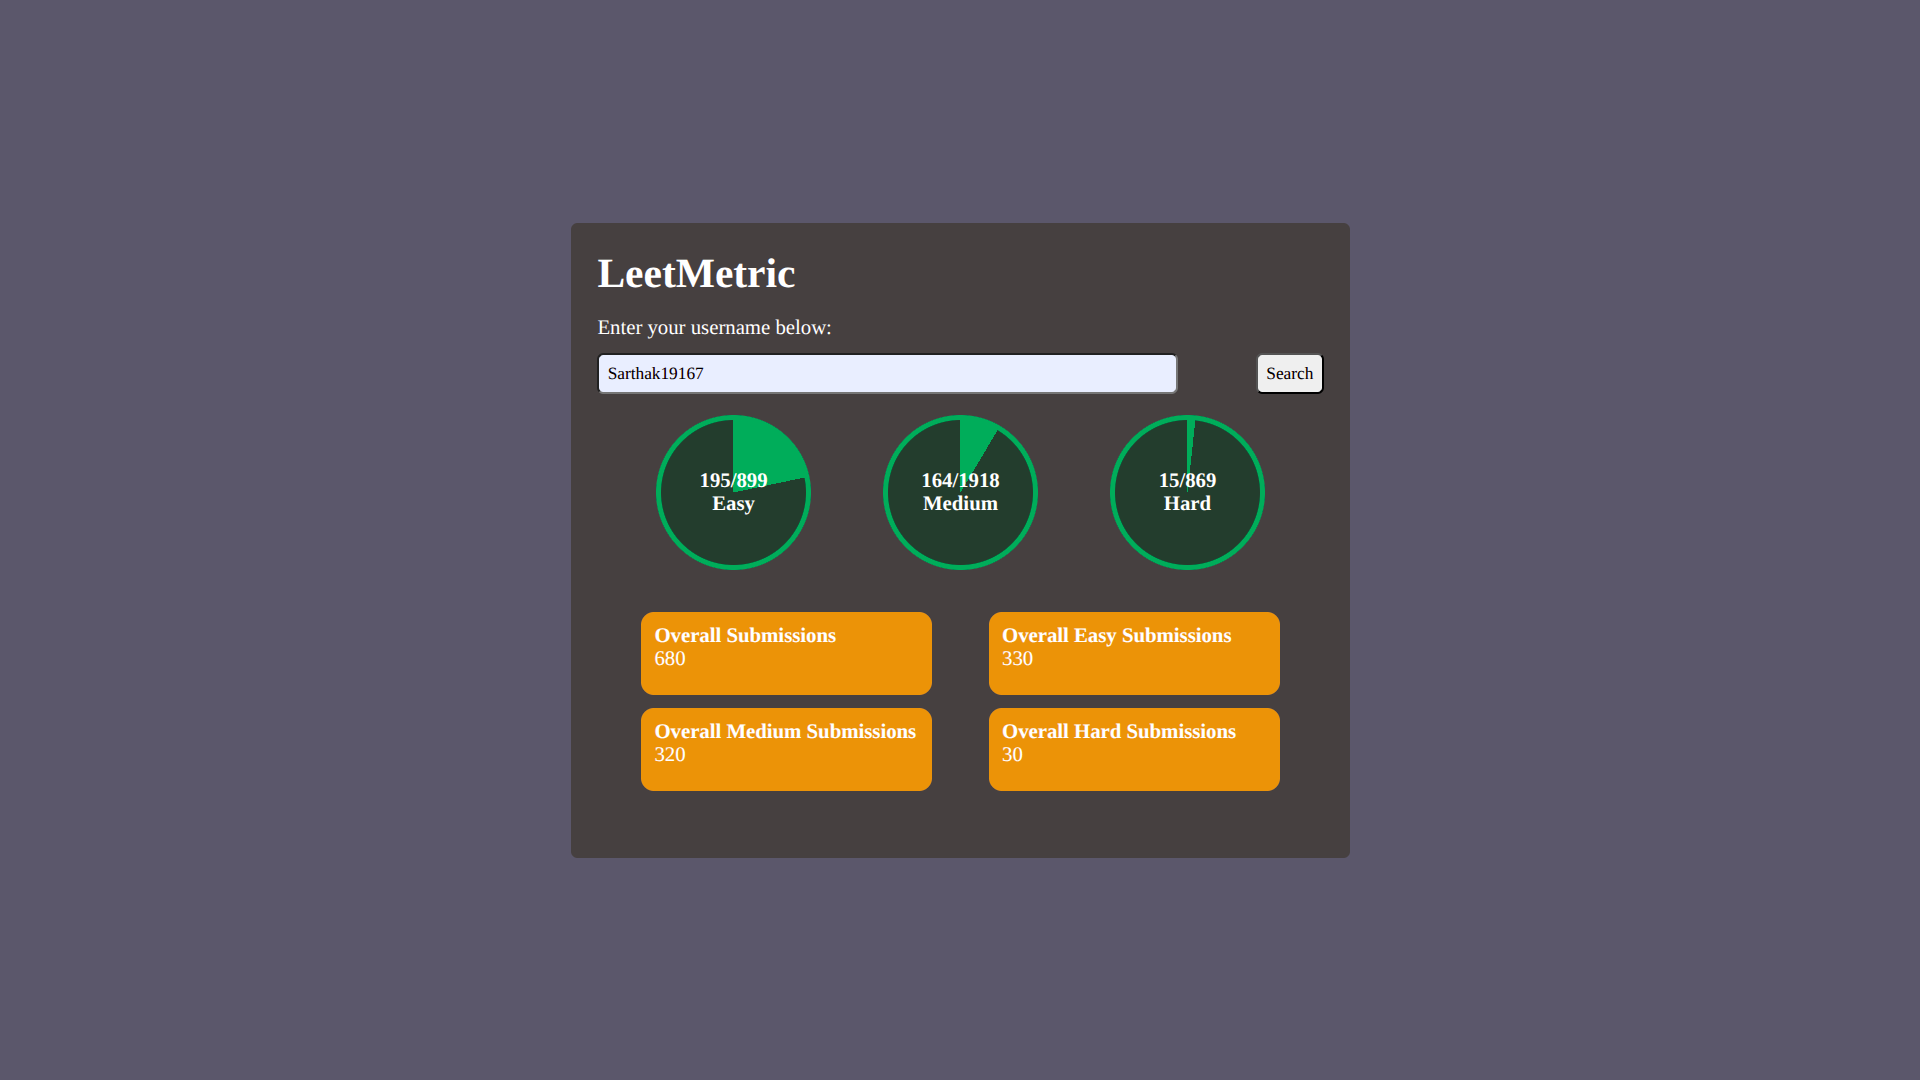 LeetMetric
Enter your username below:
Sarthak19167
Search
195/899
Easy
164/1918
Medium
15/869
Hard
Overall Submissions
680
Overall Easy Submissions
330
Overall Medium Submissions
320
Overall Hard Submissions
30